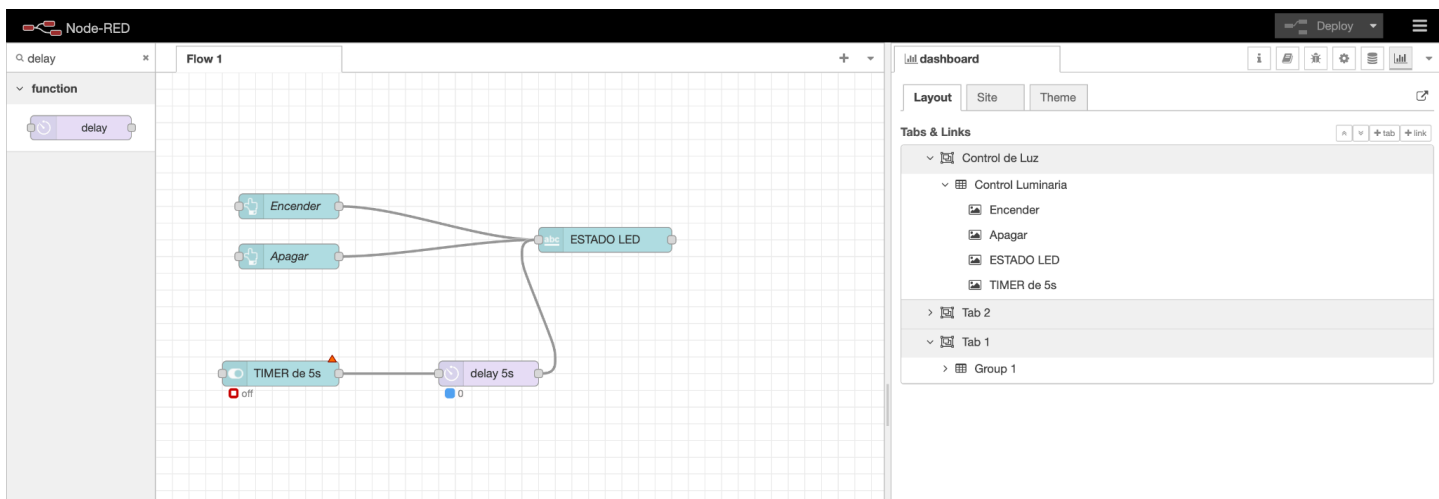 Node-RED
Deploy
delay
function
delay
Flow 1
Encender
Apagar
abc ESTADO LED
TIMER de 5s
off
delay 5s
0
dashboard
i
Layout Site Theme
Tabs & Links
+ tab + link
Control de Luz
Control Luminaria
Encender
Apagar
ESTADO LED
TIMER de 5s
Tab 2
Tab 1
Group 1